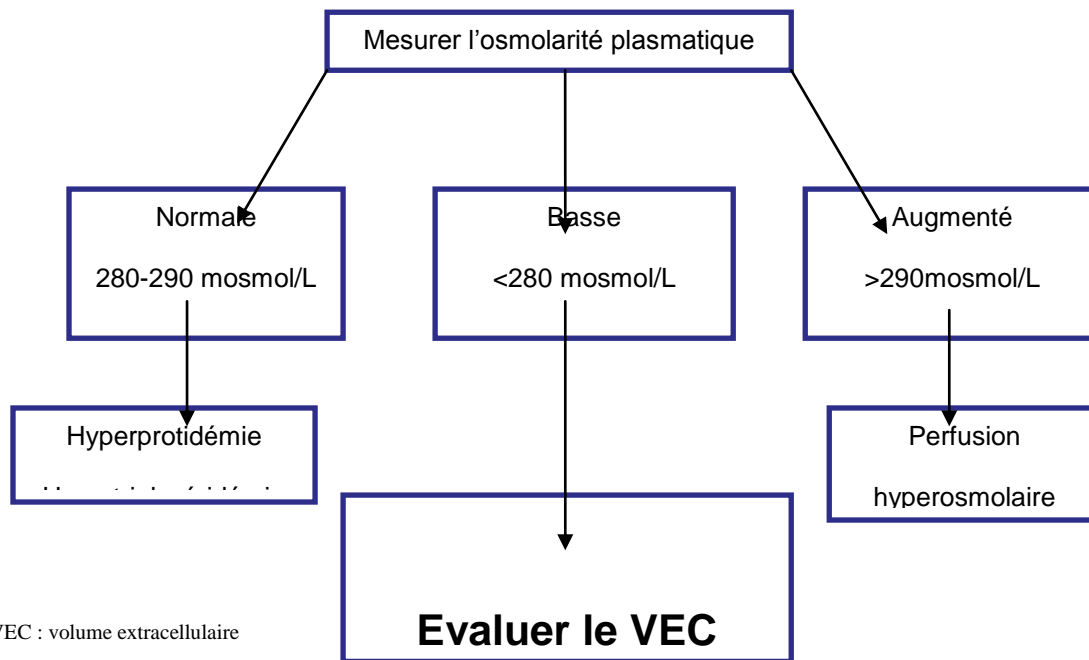 Mesurer l'osmolarité plasmatique
Normale
280-290 mosmol/L
Basse
<280 mosmol/L
Augmenté
>290mosmol/L
Hyperprotidémie
Perfusion
hyperosmolaire
Evaluer le VEC
VEC : volume extracellulaire